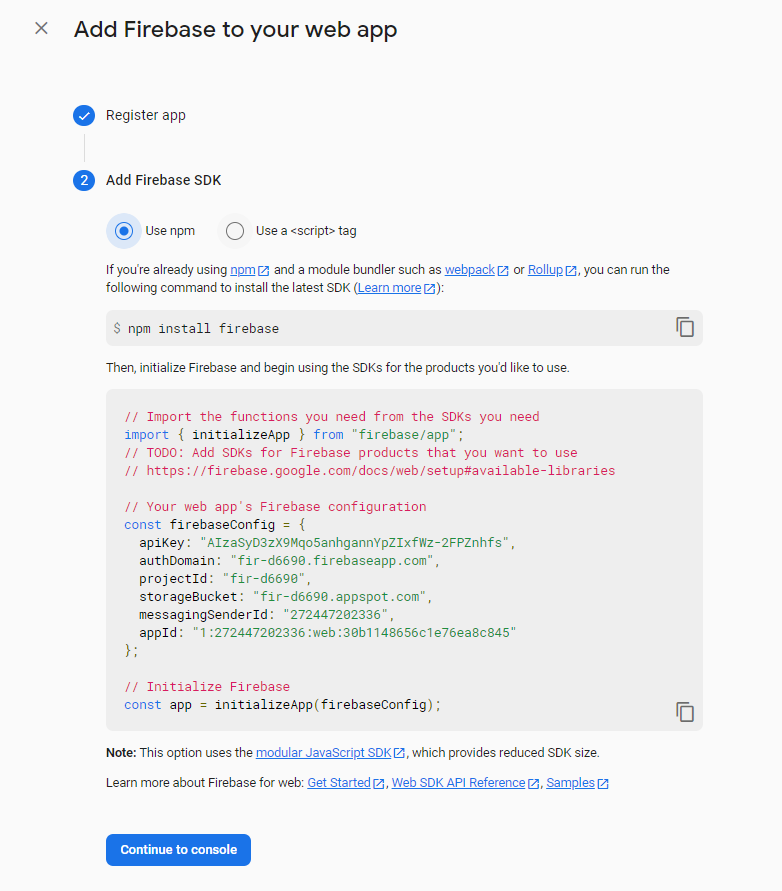 Add Firebase to your web app
Register app
2 Add Firebase SDK
Use npm Use a <script> tag
If you're already using npm and a module bundler such as webpack or Rollup, you can run the
following command to install the latest SDK (Learn more):
$ npm install firebase
Then, initialize Firebase and begin using the SDKs for the products you'd like to use.
// Import the functions you need from the SDKs you need
import { initializeApp } from "firebase/app";
// TODO: Add SDKs for Firebase products that you want to use
// https://firebase.google.com/docs/web/setup#available-libraries
// Your web app's Firebase configuration
const firebaseConfig = {
apiKey: "AIzaSyD3zX9Mqo5anhgannYpZIxfWz-2FPZnhfs",
authDomain: "fir-d6690.firebaseapp.com",
projectId: "fir-d6690",
storageBucket: "fir-d6690.appspot.com",
messagingSenderId: "272447202336",
appId: "1:272447202336:web:30b1148656c1e76ea8c845"
};
// Initialize Firebase
const app = initializeApp(firebaseConfig);
Note: This option uses the modular JavaScript SDK, which provides reduced SDK size.
Learn more about Firebase for web: Get Started, Web SDK API Reference, Samples
Continue to console